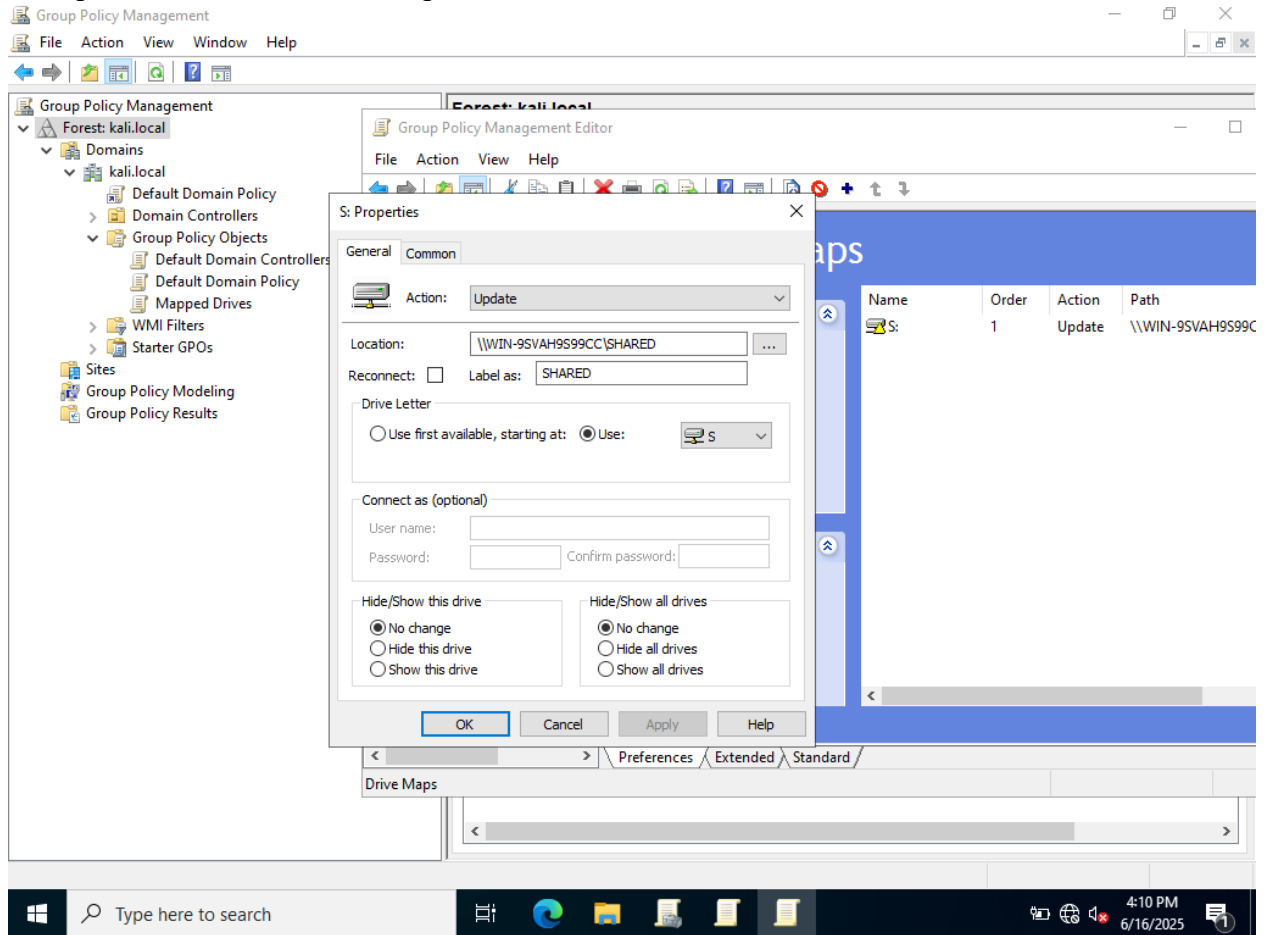 Group Policy Management
File Action View Window Help
Group Policy Management
Forest: kali.local
Domains
kali.local
Default Domain Policy
Domain Controllers
Group Policy Objects
Default Domain Controllers
Default Domain Policy
Mapped Drives
WMI Filters
Starter GPOs
Sites
Group Policy Modeling
Group Policy Results
Forest: kali.local
Group Policy Management Editor
File Action View Help
aps
Name Order Action Path
S: 1 Update \\WIN-9SVAH9S99C
S: Properties
General Common
Action: Update
Location: \\WIN-9SVAH9S99CC\SHARED ...
Reconnect: Label as: SHARED
Drive Letter
Use first available, starting at: Use: S
Connect as (optional)
User name:
Password: Confirm password:
Hide/Show this drive Hide/Show all drives
No change No change
Hide this drive Hide all drives
Show this drive Show all drives
OK Cancel Apply Help
Preferences Extended Standard
Drive Maps
Type here to search
4:10 PM
6/16/2025
1